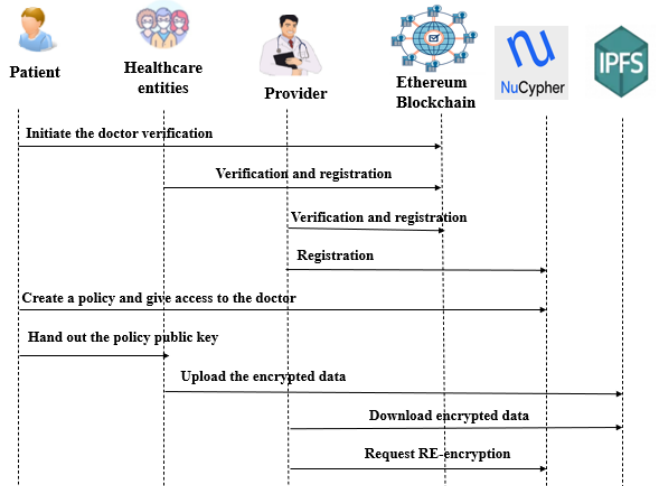 Patient
Healthcare
entities
Provider
Ethereum
Blockchain
nu
NuCypher
IPFS
Initiate the doctor verification
Verification and registration
Verification and registration
Registration
Create a policy and give access to the doctor
Hand out the policy public key
Upload the encrypted data
Download encrypted data
Request RE-encryption